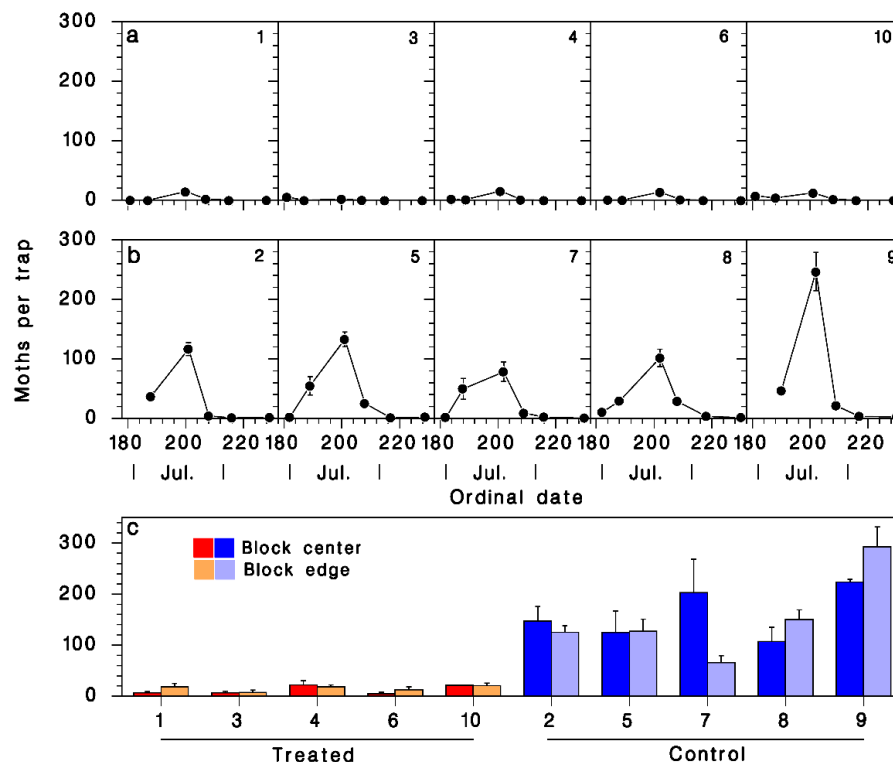 300
a
1
3
4
6
10
200
100
0
300
b
2
5
7
8
9
200
100
0
Moths per trap
180 200 220 180 200 220 180 200 220 180 200 220 180 200 220
| Jul. | | Jul. | | Jul. | | Jul. | | Jul. |
Ordinal date
c
300
Block center
Block edge
200
100
0
1 3 4 6 10 2 5 7 8 9
Treated Control